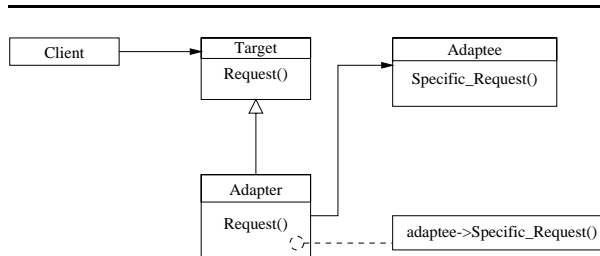 Client
Target
Request()
Adaptee
Specific_Request()
Adapter
Request()
adaptee->Specific_Request()